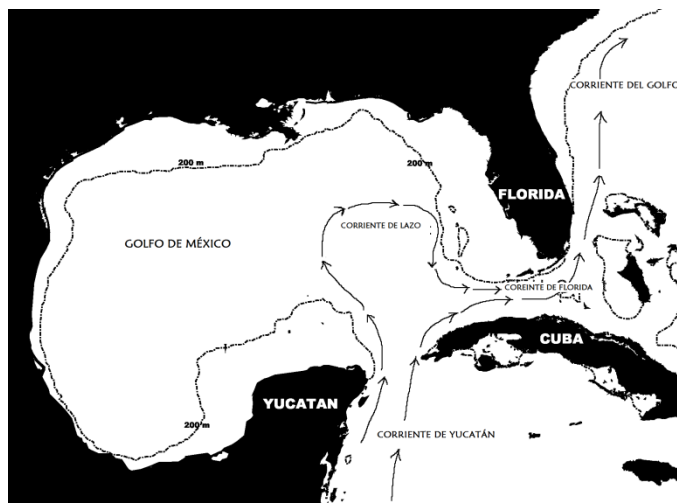 CORRIENTE DEL GOLFO
200 m
200 m
FLORIDA
CORRIENTE DE LAZO
GOLFO DE MÉXICO
COREINTE DE FLORIDA
CUBA
YUCATAN
200 m
CORRIENTE DE YUCATÁN